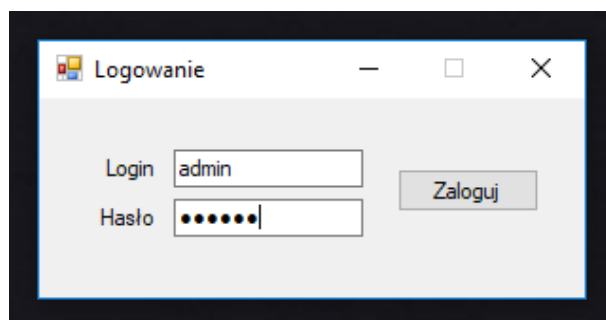 Logowanie
Login admin
Hasło ●●●●●●
Zaloguj